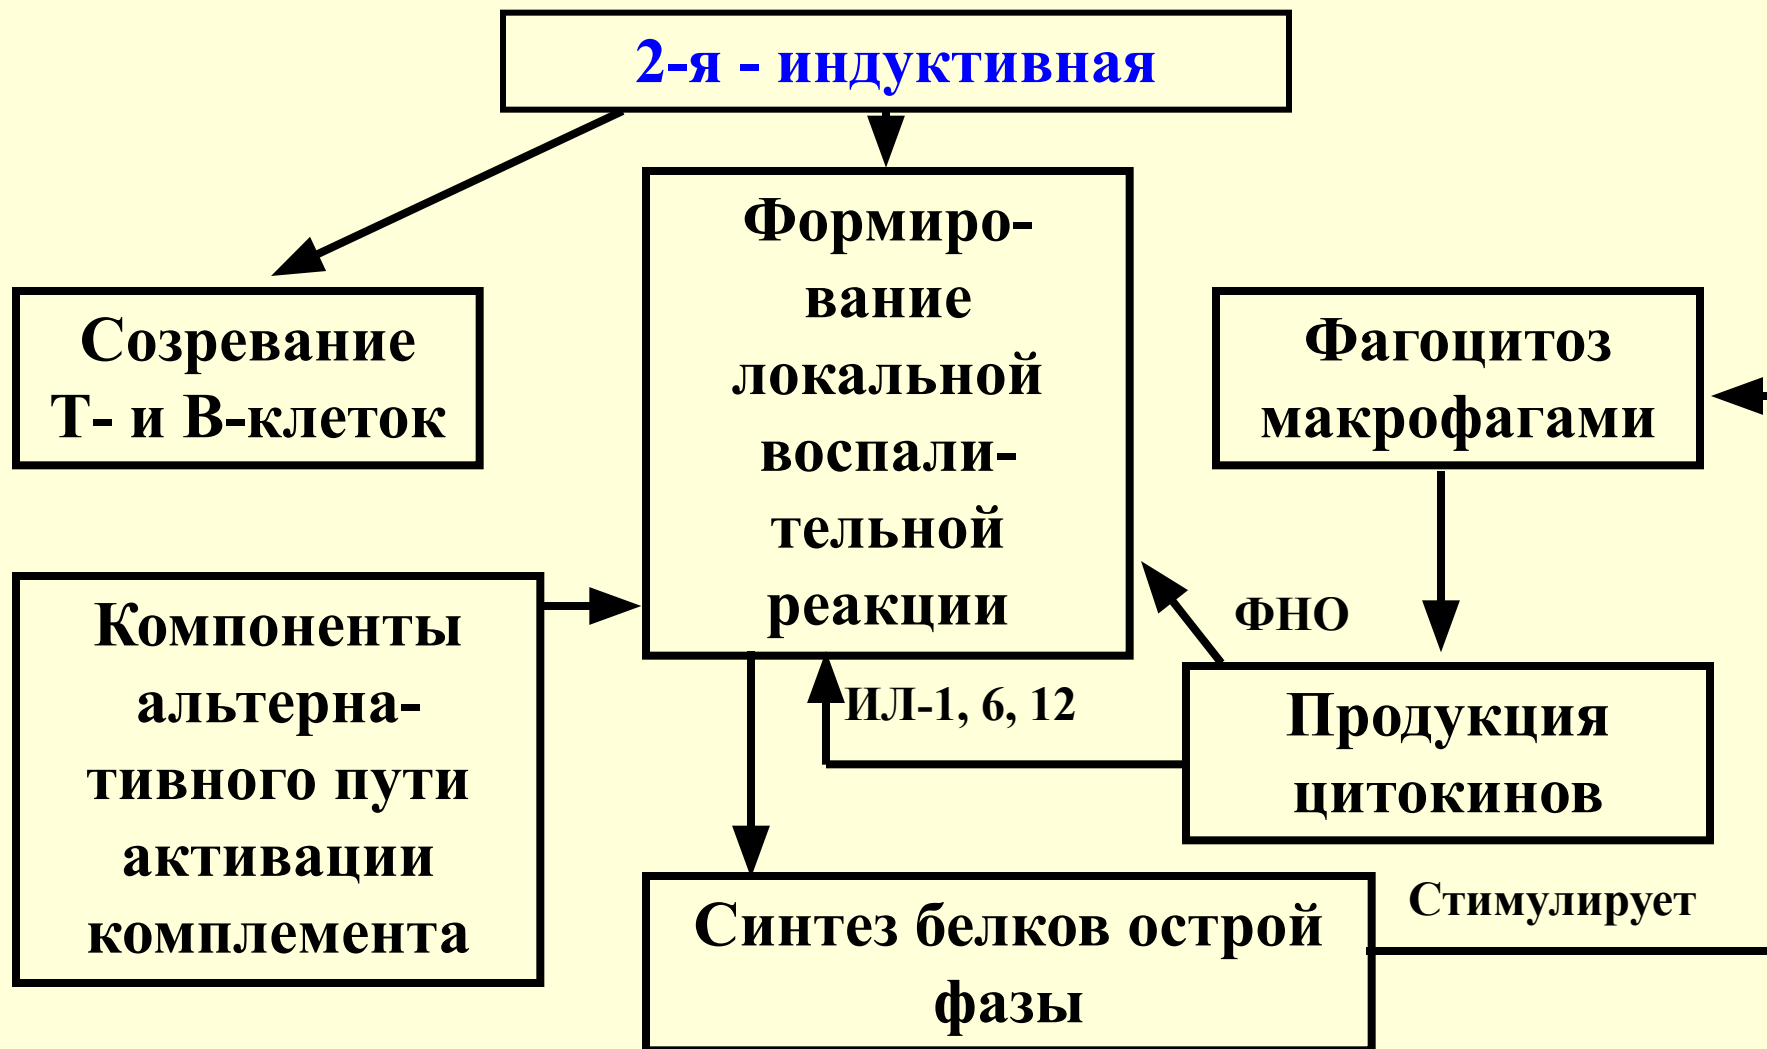 2-я - индуктивная
Формиро-
вание
локальной
воспали-
тельной
реакции
Созревание
Т- и В-клеток
Фагоцитоз
макрофагами
Компоненты
альтерна-
тивного пути
активации
комплемента
ФНО
ИЛ-1, 6, 12
Продукция
цитокинов
Синтез белков острой
фазы
Стимулирует